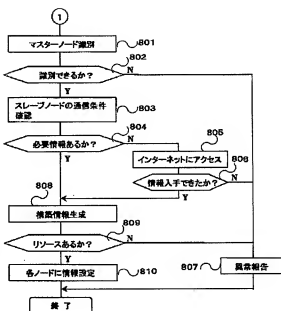 1
マスターノード識別
801
802
識別できるか？
N
Y
スレーブノードの通信条件
確認
803
804
必要情報あるか？
N
Y
805
インターネットにアクセス
806
情報入手できたか？
N
Y
808
構築情報生成
809
リソースあるか？
N
Y
各ノードに情報設定
810
807
異常報告
終了